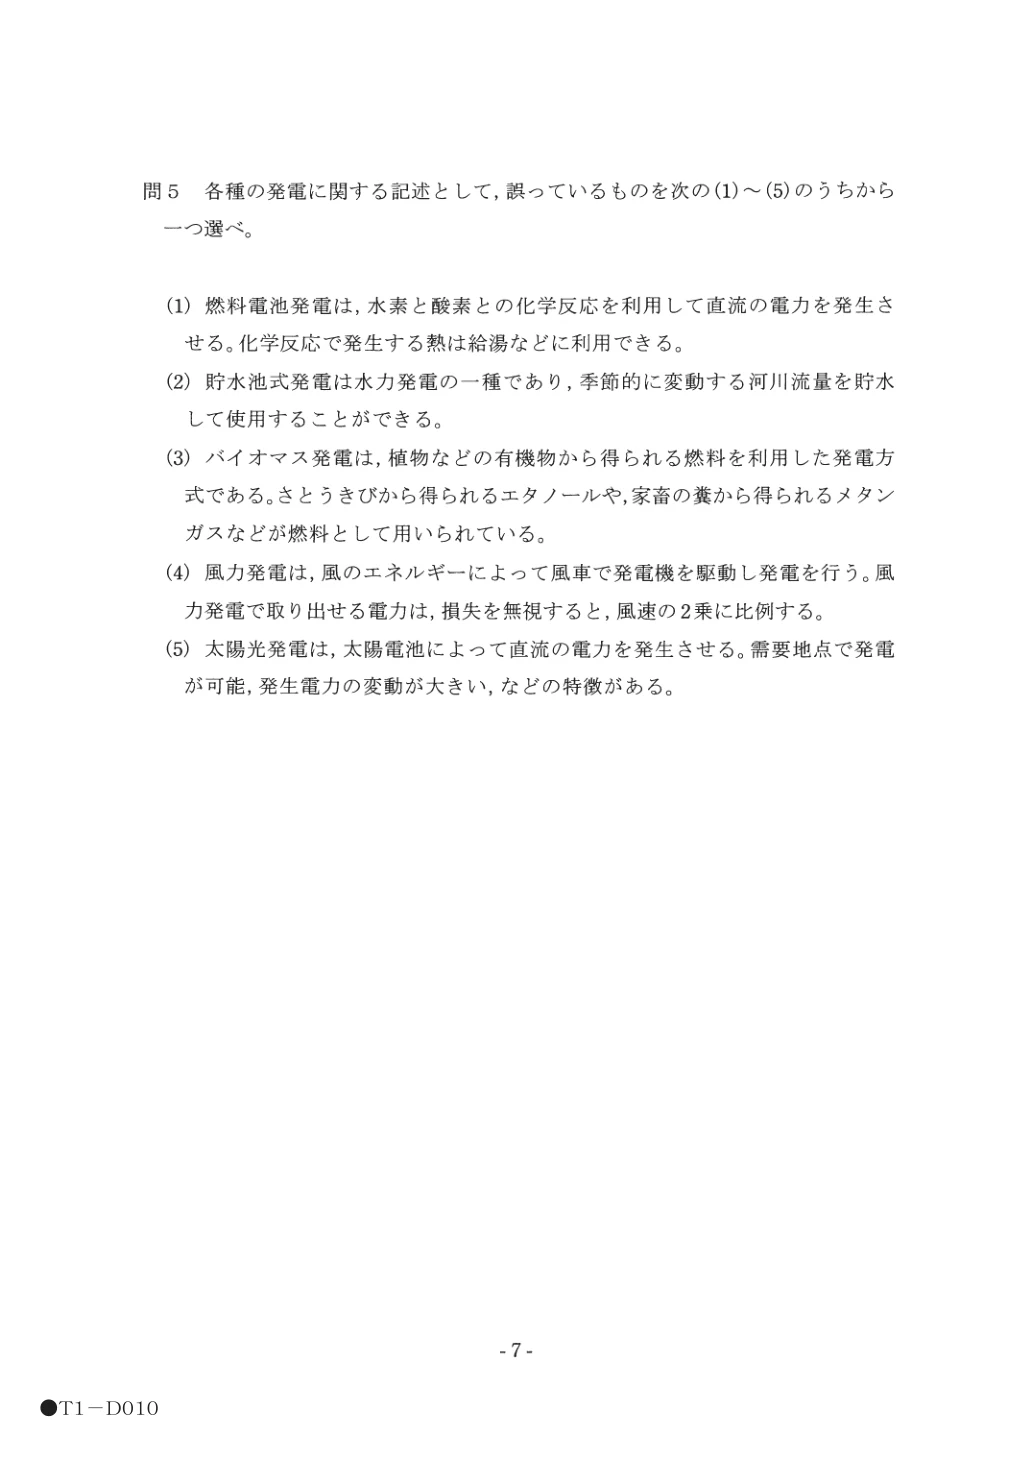 問５　各種の発電に関する記述として，誤っているものを次の(1)～(5)のうちから
一つ選べ。
(1) 燃料電池発電は，水素と酸素との化学反応を利用して直流の電力を発生さ
せる。化学反応で発生する熱は給湯などに利用できる。
(2) 貯水池式発電は水力発電の一種であり，季節的に変動する河川流量を貯水
して使用することができる。
(3) バイオマス発電は，植物などの有機物から得られる燃料を利用した発電方
式である。さとうきびから得られるエタノールや，家畜の糞から得られるメタン
ガスなどが燃料として用いられている。
(4) 風力発電は，風のエネルギーによって風車で発電機を駆動し発電を行う。風
力発電で取り出せる電力は，損失を無視すると，風速の２乗に比例する。
(5) 太陽光発電は，太陽電池によって直流の電力を発生させる。需要地点で発電
が可能，発生電力の変動が大きい，などの特徴がある。
- 7 -
●T1－D010